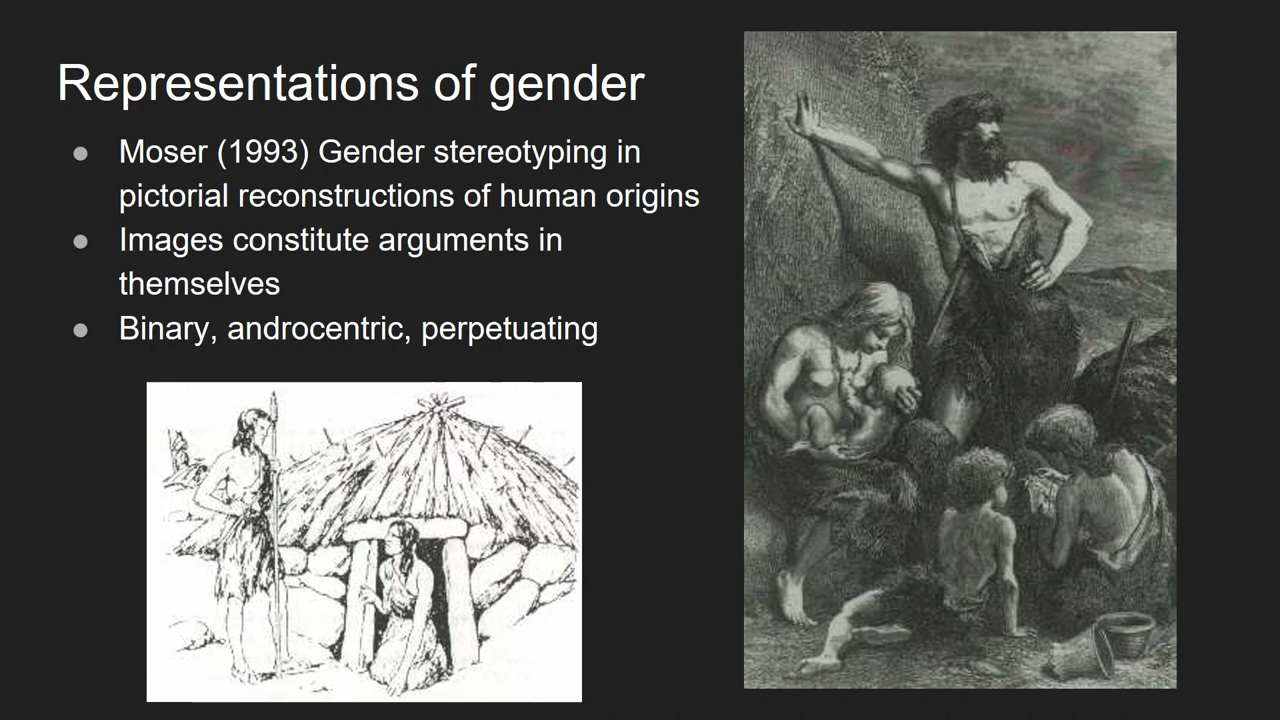 Representations of gender
● Moser (1993) Gender stereotyping in
pictorial reconstructions of human origins
● Images constitute arguments in
themselves
● Binary, androcentric, perpetuating